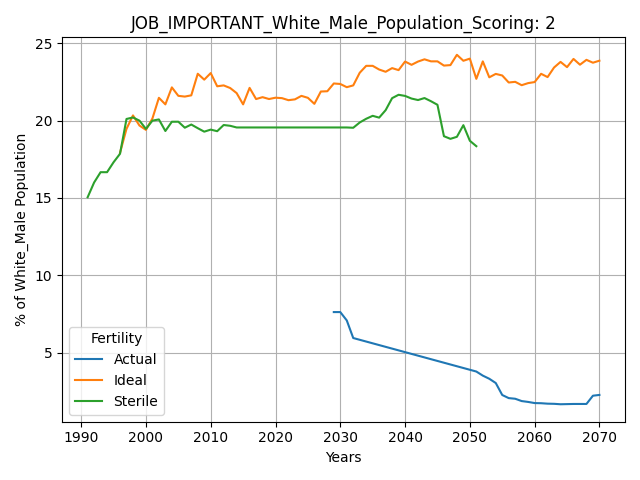 JOB_IMPORTANT_White_Male_Population_Scoring: 2
% of White_Male Population
25
20
15
10
5
Fertility
Actual
Ideal
Sterile
1990 2000 2010 2020 2030 2040 2050 2060 2070
Years